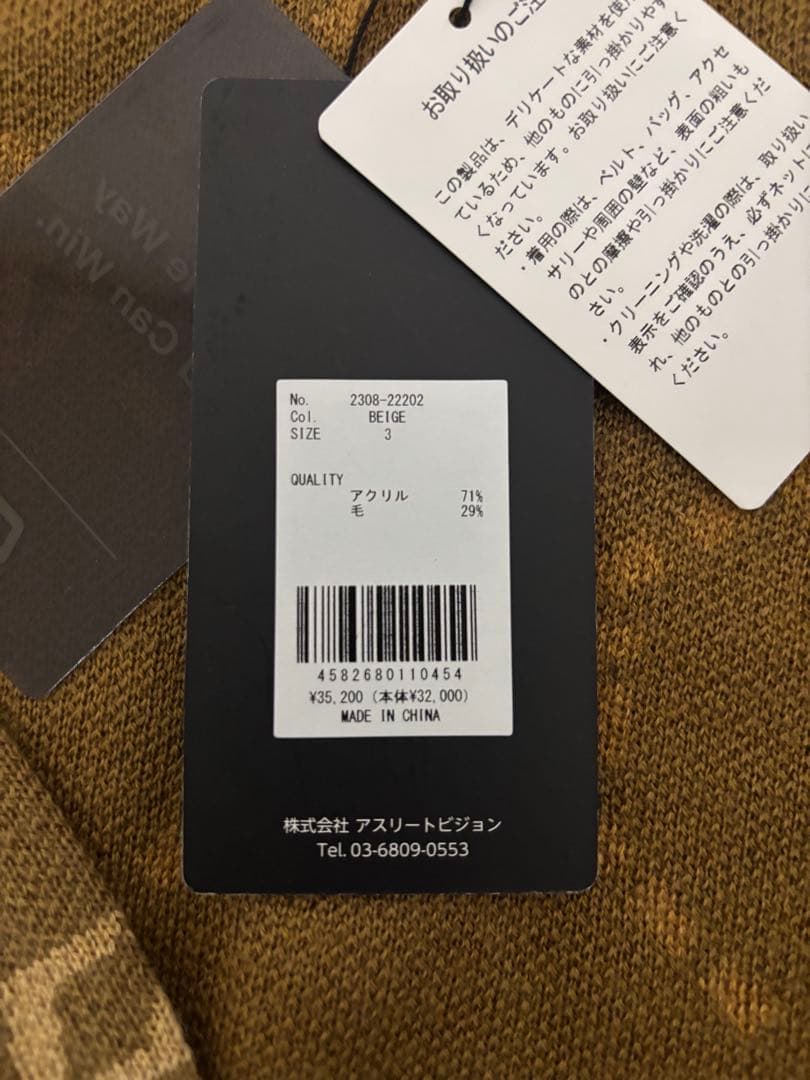 お取り扱いのご注
この製品は、デリケートな素材を使
ているため、他のものに引っ掛かりやす
くなっています。お取り扱いにご注意く
ださい。
・着用の際は、ベルト、バッグ、アクセ
サリーや周囲の壁など、表面の粗いも
のとの摩擦や引っ掛かりにご注意くだ
さい。
・クリーニングや洗濯の際は、取り扱い
表示をご確認のうえ、必ずネットに
れ、他のものとの引っ掛かりに
ください。
Way
Can Win.
No. 2308-22202
Col. BEIGE
SIZE 3
QUALITY
アクリル 71%
毛 29%
4582680110454
¥35,200 (本体¥32,000)
MADE IN CHINA
株式会社 アスリートビジョン
Tel. 03-6809-0553